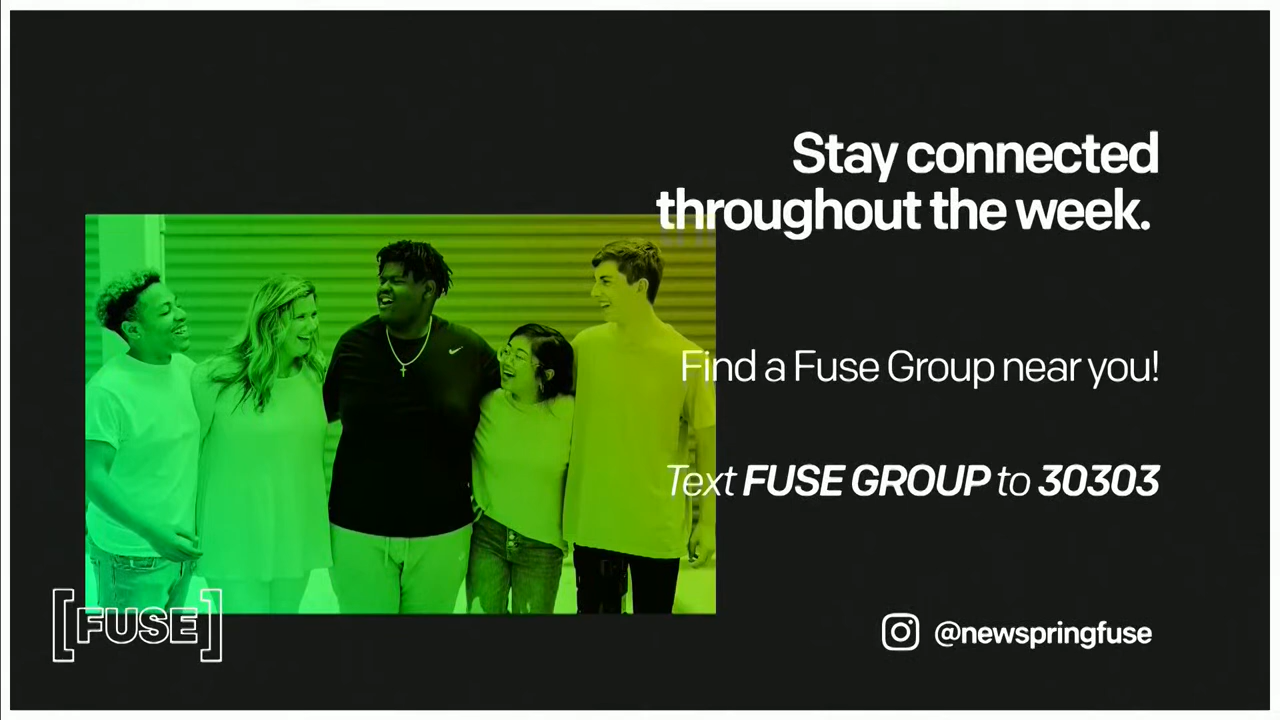 Stay connected
throughout the week.
Find a Fuse Group near you!
Text FUSE GROUP to 30303
[FUSE]
@newspringfuse